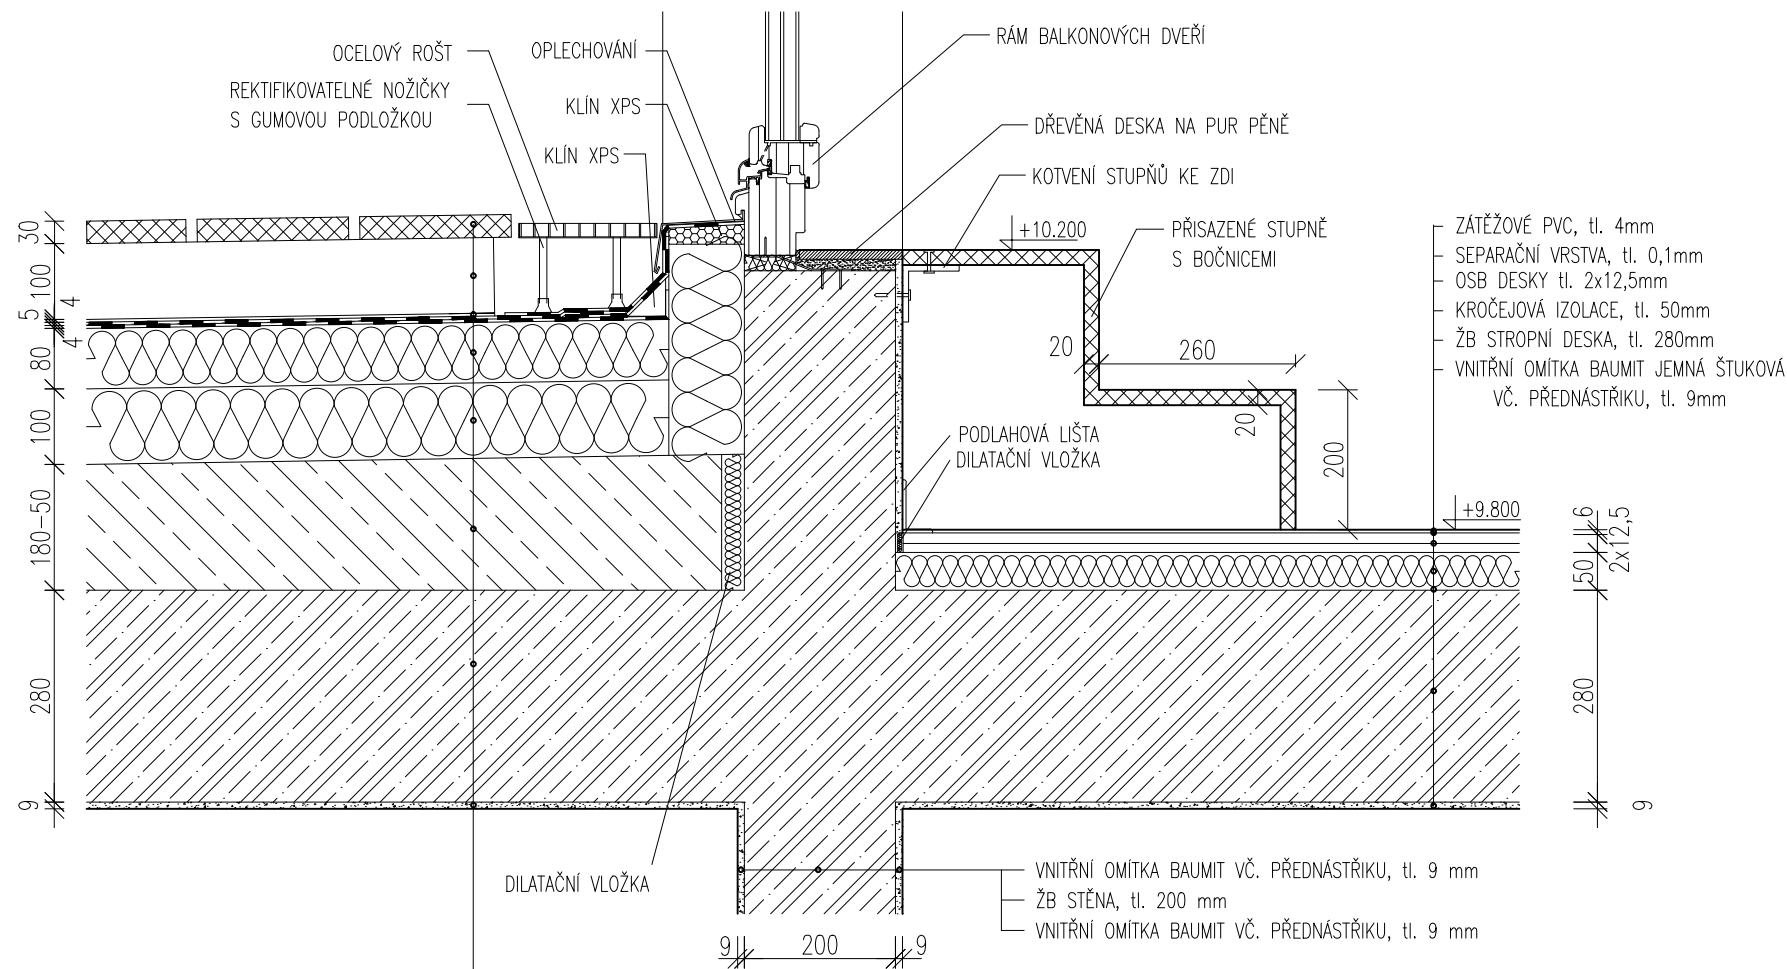 OCELOVÝ ROŠT
REKTIFIKOVATELNÉ NOŽIČKY
S GUMOVOU PODLOŽKOU
OPLECHOVÁNÍ
KLÍN XPS
KLÍN XPS
RÁM BALKONOVÝCH DVEŘÍ
DŘEVĚNÁ DESKA NA PUR PĚNĚ
KOTVENÍ STUPŇŮ KE ZDI
+10.200
PŘISAZENÉ STUPNĚ
S BOČNICEMI
ZÁTĚŽOVÉ PVC, tl. 4mm
SEPARAČNÍ VRSTVA, tl. 0,1mm
OSB DESKY tl. 2x12,5mm
KROČEJOVÁ IZOLACE, tl. 50mm
ŽB STROPNÍ DESKA, tl. 280mm
VNITŘNÍ OMÍTKA BAUMIT JEMNÁ ŠTUKOVÁ
VČ. PŘEDNÁSTŘIKU, tl. 9mm
30
100
4
5
4
80
100
180-50
280
9
20
260
20
200
PODLAHOVÁ LIŠTA
DILATAČNÍ VLOŽKA
+9.800
6
2x12,5
50
280
9
DILATAČNÍ VLOŽKA
VNITŘNÍ OMÍTKA BAUMIT VČ. PŘEDNÁSTŘIKU, tl. 9 mm
ŽB STĚNA, tl. 200 mm
VNITŘNÍ OMÍTKA BAUMIT VČ. PŘEDNÁSTŘIKU, tl. 9 mm
9
200
9